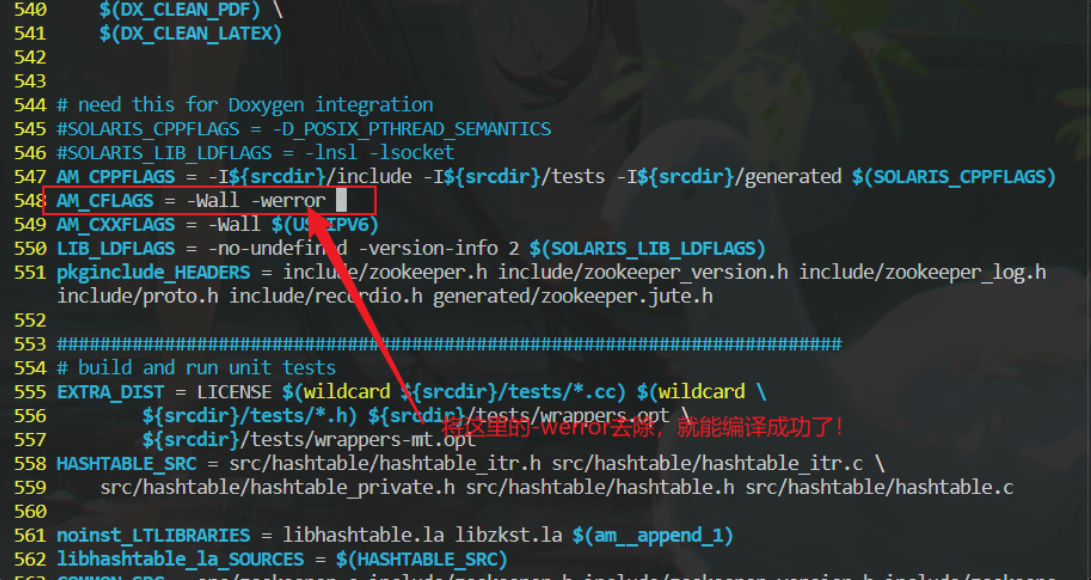 540 $(DX_CLEAN_PDF) \
541 $(DX_CLEAN_LATEX)
542
543
544 # need this for Doxygen integration
545 #SOLARIS_CPPFLAGS = -D_POSIX_PTHREAD_SEMANTICS
546 #SOLARIS_LIB_LDFLAGS = -lnsl -lsocket
547 AM_CPPFLAGS = -I${srcdir}/include -I${srcdir}/tests -I${srcdir}/generated $(SOLARIS_CPPFLAGS)
548 AM_CFLAGS = -Wall -werror
549 AM_CXXFLAGS = -Wall $(USEIPV6)
550 LIB_LDFLAGS = -no-undefined -version-info 2 $(SOLARIS_LIB_LDFLAGS)
551 pkginclude_HEADERS = include/zookeeper.h include/zookeeper_version.h include/zookeeper_log.h
include/proto.h include/recordio.h generated/zookeeper.jute.h
552
553 #########################################################################
554 # build and run unit tests
555 EXTRA_DIST = LICENSE $(wildcard ${srcdir}/tests/*.cc) $(wildcard \
556 ${srcdir}/tests/*.h) ${srcdir}/tests/wrappers.opt \
将这里的-werror去除，就能编译成功了！
557 ${srcdir}/tests/wrappers-mt.opt
558 HASHTABLE_SRC = src/hashtable/hashtable_itr.h src/hashtable/hashtable_itr.c \
559 src/hashtable/hashtable_private.h src/hashtable/hashtable.h src/hashtable/hashtable.c
560
561 noinst_LTLIBRARIES = libhashtable.la libzkst.la $(am__append_1)
562 libhashtable_la_SOURCES = $(HASHTABLE_SRC)